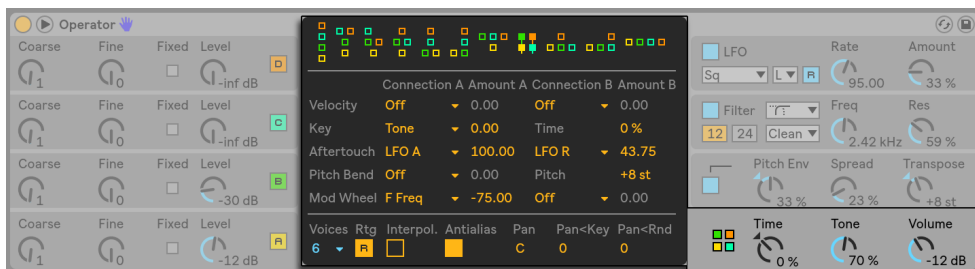 Operator
Coarse Fine Fixed Level
1 0 -inf dB D
Coarse Fine Fixed Level
1 0 -inf dB C
Coarse Fine Fixed Level
1 0 -30 dB B
Coarse Fine Fixed Level
1 0 -12 dB A
Connection A Amount A Connection B Amount B
Velocity Off 0.00 Off 0.00
Key Tone 0.00 Time 0 %
Aftertouch LFO A 100.00 LFO R 43.75
Pitch Bend Off 0.00 Pitch +8 st
Mod Wheel F Freq -75.00 Off 0.00
Voices Rtg Interpol. Antialias Pan Pan<Key Pan<Rnd
6 R C 0 0
LFO Rate Amount
Sq L R 95.00 33 %
Filter Freq Res
12 24 Clean 2.42 kHz 59 %
Pitch Env Spread Transpose
33 % 23 % +8 st
Time Tone Volume
0 % 70 % -12 dB